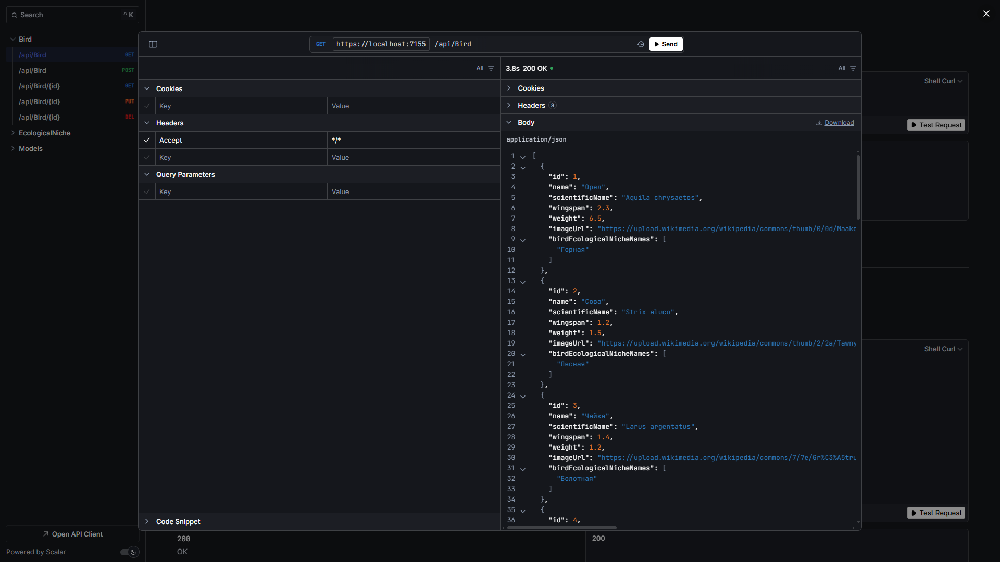 Search
^ K
Bird
/api/Bird GET
/api/Bird POST
/api/Bird/{id} GET
/api/Bird/{id} PUT
/api/Bird/{id} DEL
EcologicalNiche
Models
Open API Client
Powered by Scalar
GET https://localhost:7155 /api/Bird
Send
All
Cookies
Key Value
Headers
Accept */*
Key Value
Query Parameters
Key Value
Code Snippet
3.8s 200 OK
All
Cookies
Headers 3
Body
Download
application/json
1 [
2 {
3 "id": 1,
4 "name": "Орел",
5 "scientificName": "Aquila chrysaetos",
6 "wingspan": 2.3,
7 "weight": 6.5,
8 "imageUrl": "https://upload.wikimedia.org/wikipedia/commons/thumb/0/0d/Maako
9 "birdEcologicalNicheNames": [
10 "Горная"
11 ]
12 },
13 {
14 "id": 2,
15 "name": "Сова",
16 "scientificName": "Strix aluco",
17 "wingspan": 1.2,
18 "weight": 1.5,
19 "imageUrl": "https://upload.wikimedia.org/wikipedia/commons/thumb/2/2a/Tawny
20 "birdEcologicalNicheNames": [
21 "Лесная"
22 ]
23 },
24 {
25 "id": 3,
26 "name": "Чайка",
27 "scientificName": "Larus argentatus",
28 "wingspan": 1.4,
29 "weight": 1.2,
30 "imageUrl": "https://upload.wikimedia.org/wikipedia/commons/7/7e/Gr%C3%A5tru
31 "birdEcologicalNicheNames": [
32 "Болотная"
33 ]
34 },
35 {
36 "id": 4,
Shell Curl
Test Request
Shell Curl
Test Request
200
OK
200